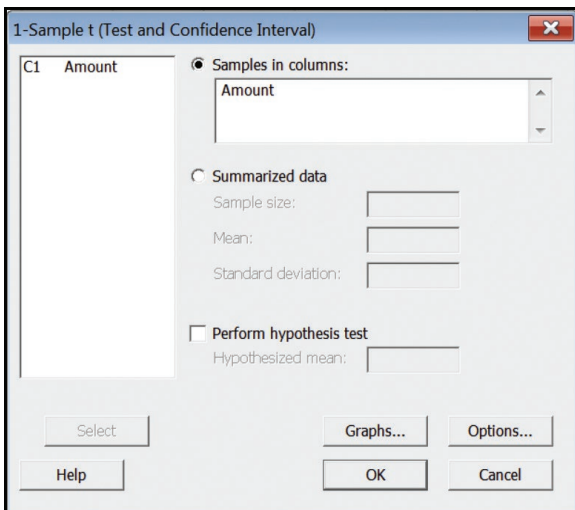 1-Sample t (Test and Confidence Interval)
C1 Amount
Samples in columns:
Amount
Summarized data
Sample size:
Mean:
Standard deviation:
Perform hypothesis test
Hypothesized mean:
Select
Graphs...
Options...
Help
OK
Cancel